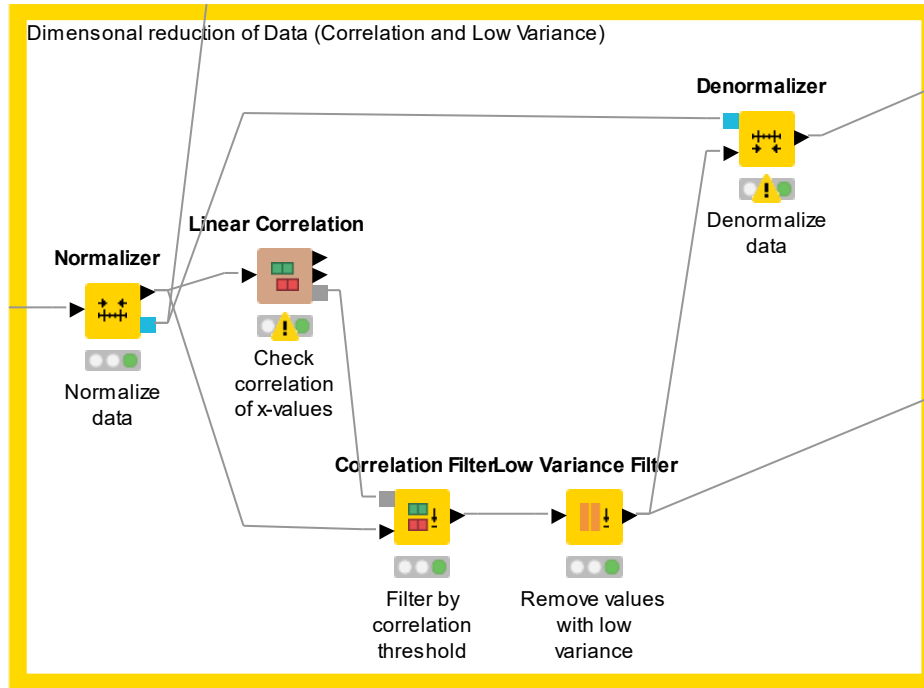 Dimensonal reduction of Data (Correlation and Low Variance)
Denormalizer
Denormalize
data
Linear Correlation
Check
correlation
of x-values
Normalizer
Normalize
data
Correlation Filter
Filter by
correlation
threshold
Low Variance Filter
Remove values
with low
variance